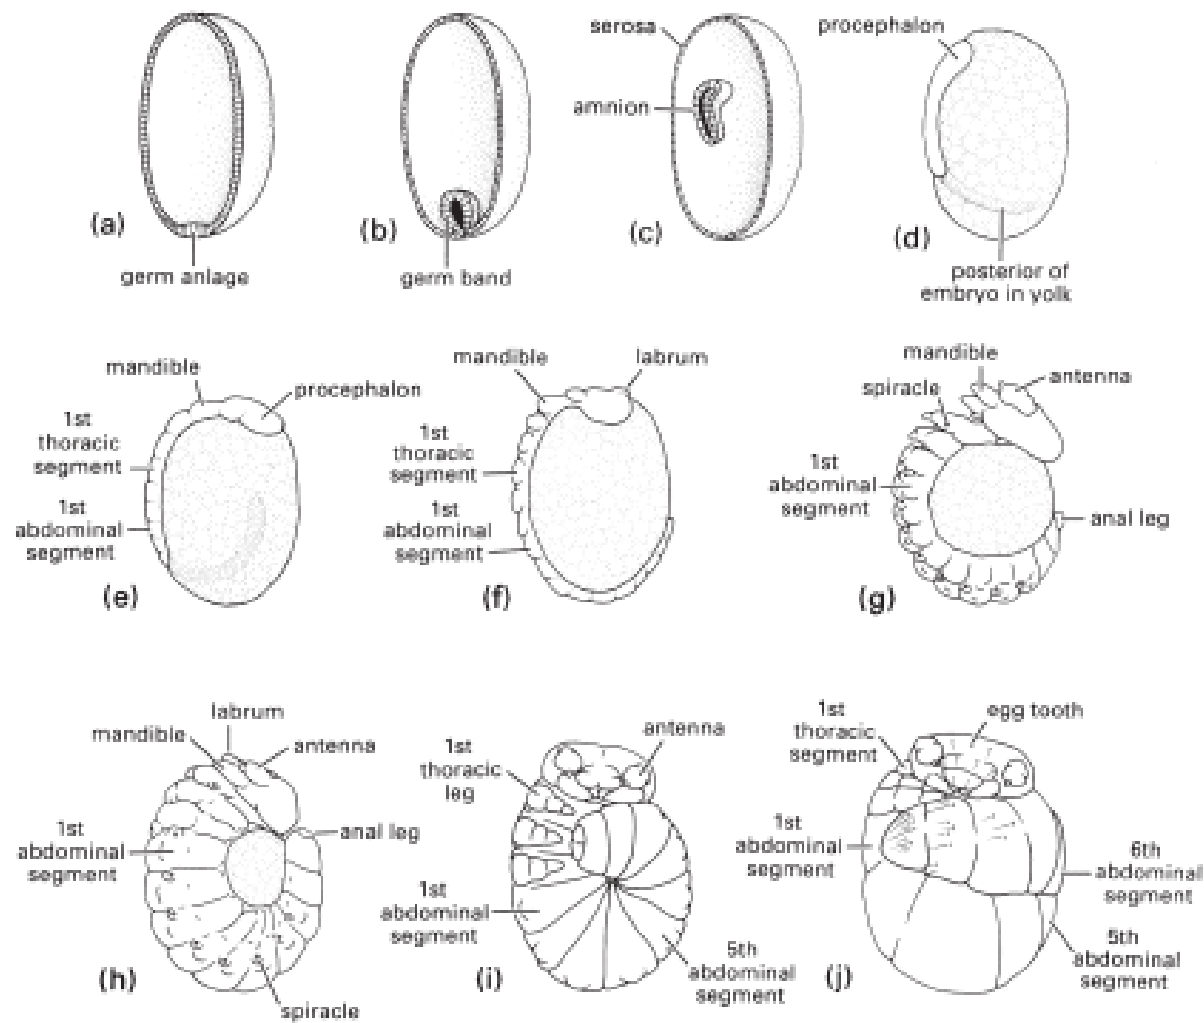 (a)
germ anlage
(b)
germ band
serosa
amnion
(c)
procephalon
(d)
posterior of
embryo in yolk
mandible
procephalon
1st
thoracic
segment
1st
abdominal
segment
(e)
mandible
labrum
1st
thoracic
segment
1st
abdominal
segment
(f)
mandible
antenna
spiracle
1st
abdominal
segment
anal leg
(g)
labrum
mandible
antenna
1st
abdominal
segment
anal leg
(h)
spiracle
antenna
1st
thoracic
leg
1st
abdominal
segment
(i)
5th
abdominal
segment
1st
thoracic
segment
egg tooth
1st
abdominal
segment
6th
abdominal
segment
5th
abdominal
segment
(j)